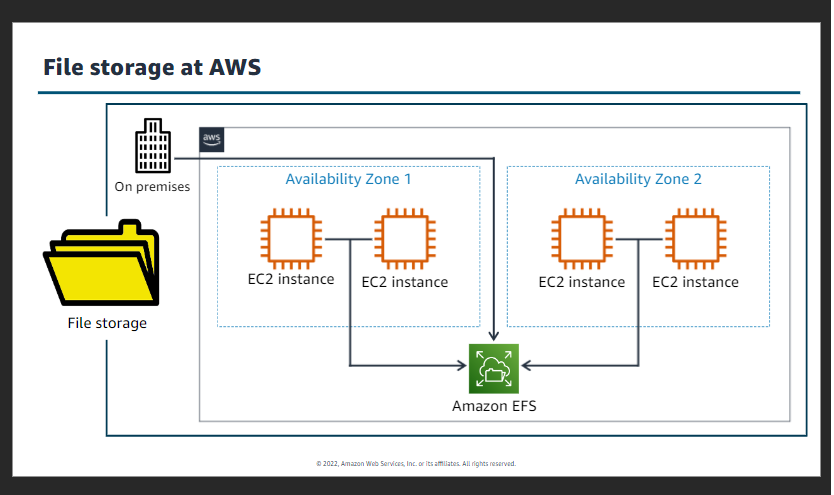 File storage at AWS
aws
On premises
Availability Zone 1
Availability Zone 2
EC2 instance
EC2 instance
EC2 instance
EC2 instance
File storage
Amazon EFS
© 2022, Amazon Web Services, Inc. or its affiliates. All rights reserved.